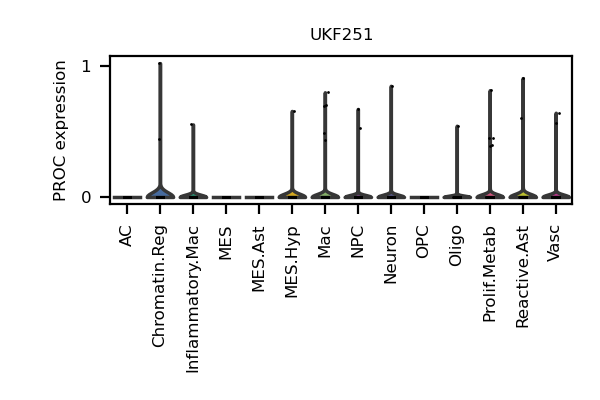 UKF251
PROC expression
1
0
AC
Chromatin.Reg
Inflammatory.Mac
MES
MES.Ast
MES.Hyp
Mac
NPC
Neuron
OPC
Oligo
Prolif.Metab
Reactive.Ast
Vasc